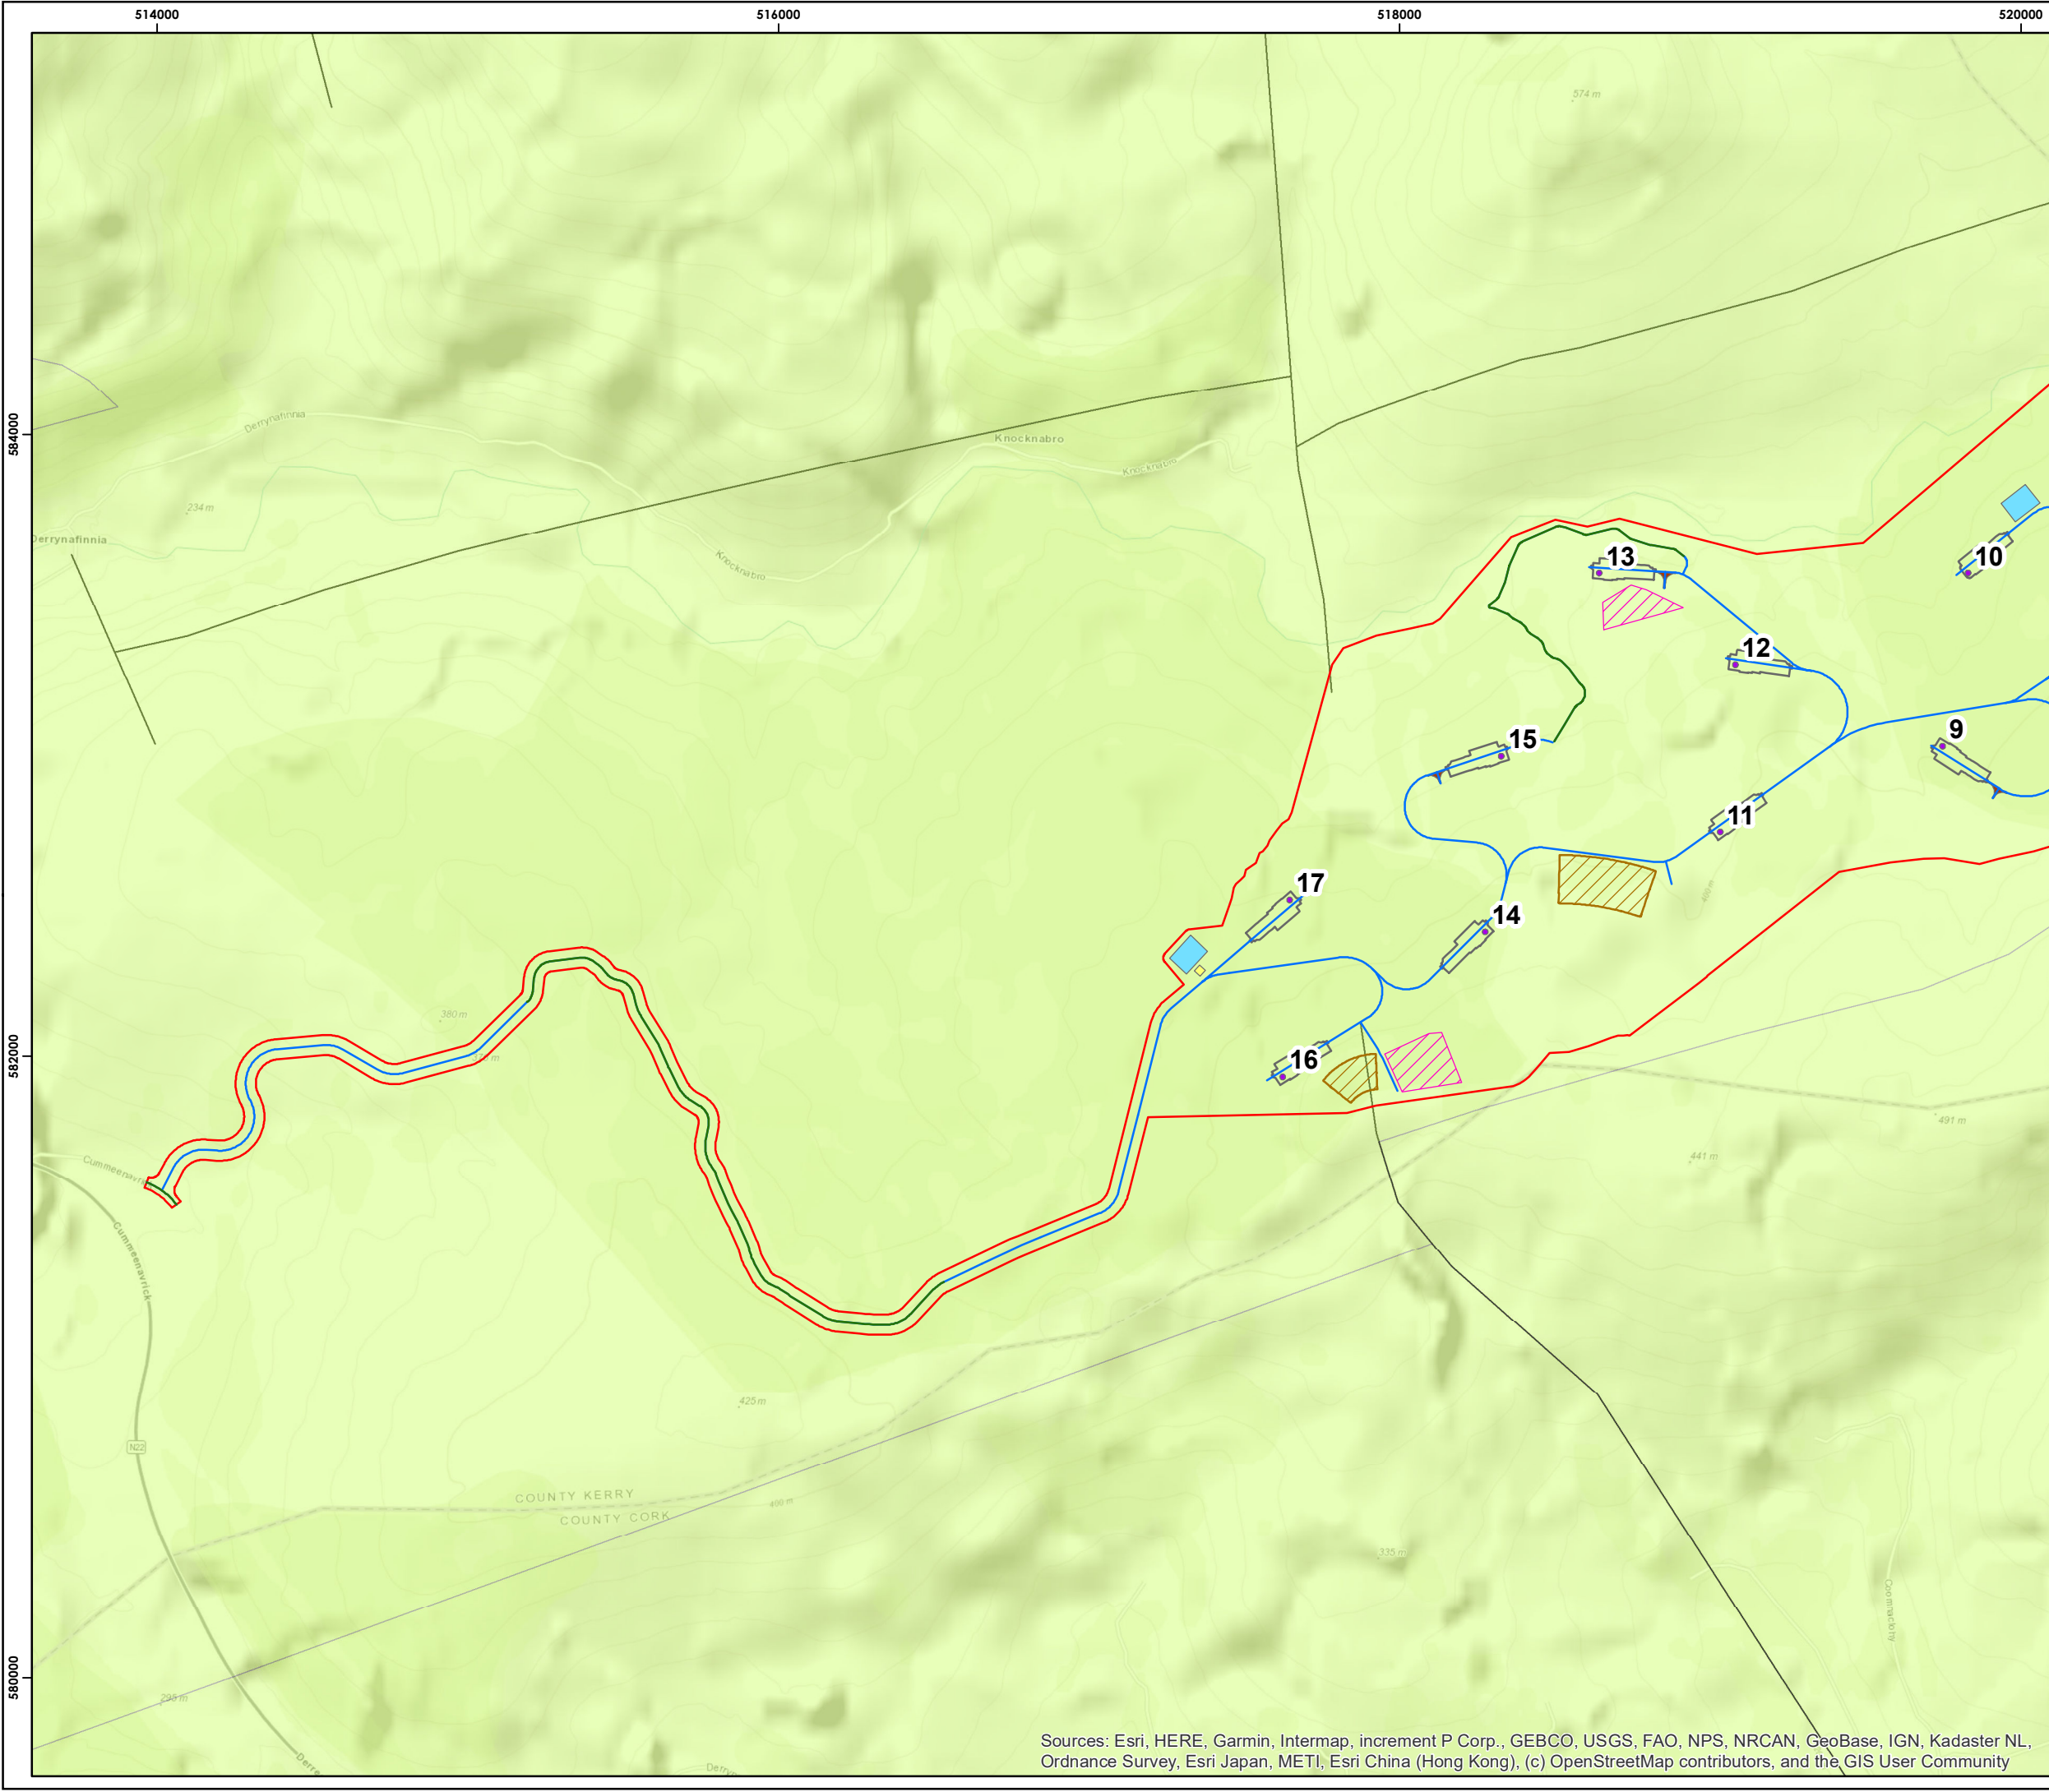 514000
516000
518000
520000
574 m
584000
Derrynafinnia
Knocknabro
Knocknabro
234 m
Derrynafinnia
Knocknabro
13
10
12
15
9
11
17
400 m
14
380 m
582000
16
491 m
441 m
Cummeenavrick
Cummeenavrick
425 m
N22
COUNTY KERRY
400 m
COUNTY CORK
335 m
580000
295 m
Derre
Derryn
Sources: Esri, HERE, Garmin, Intermap, increment P Corp., GEBCO, USGS, FAO, NPS, NRCAN, GeoBase, IGN, Kadaster NL,
Ordnance Survey, Esri Japan, METI, Esri China (Hong Kong), (c) OpenStreetMap contributors, and the GIS User Community